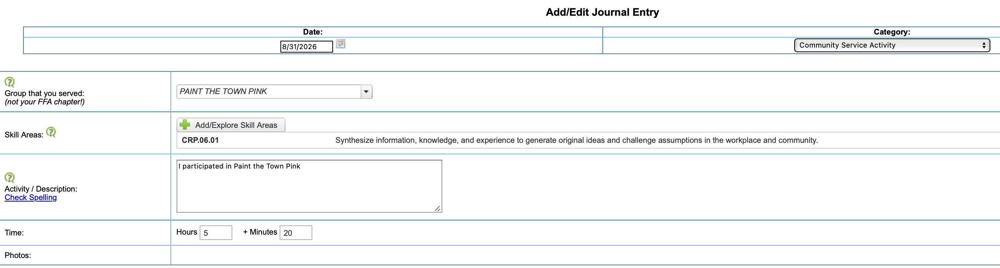 Add/Edit Journal Entry
Date:
Category:
8/31/2026
Community Service Activity
Group that you served:
(not your FFA chapter!)
PAINT THE TOWN PINK
Skill Areas:
Add/Explore Skill Areas
CRP.06.01 Synthesize information, knowledge, and experience to generate original ideas and challenge assumptions in the workplace and community.
Activity / Description:
Check Spelling
I participated in Paint the Town Pink
Time:
Hours 5 + Minutes 20
Photos: